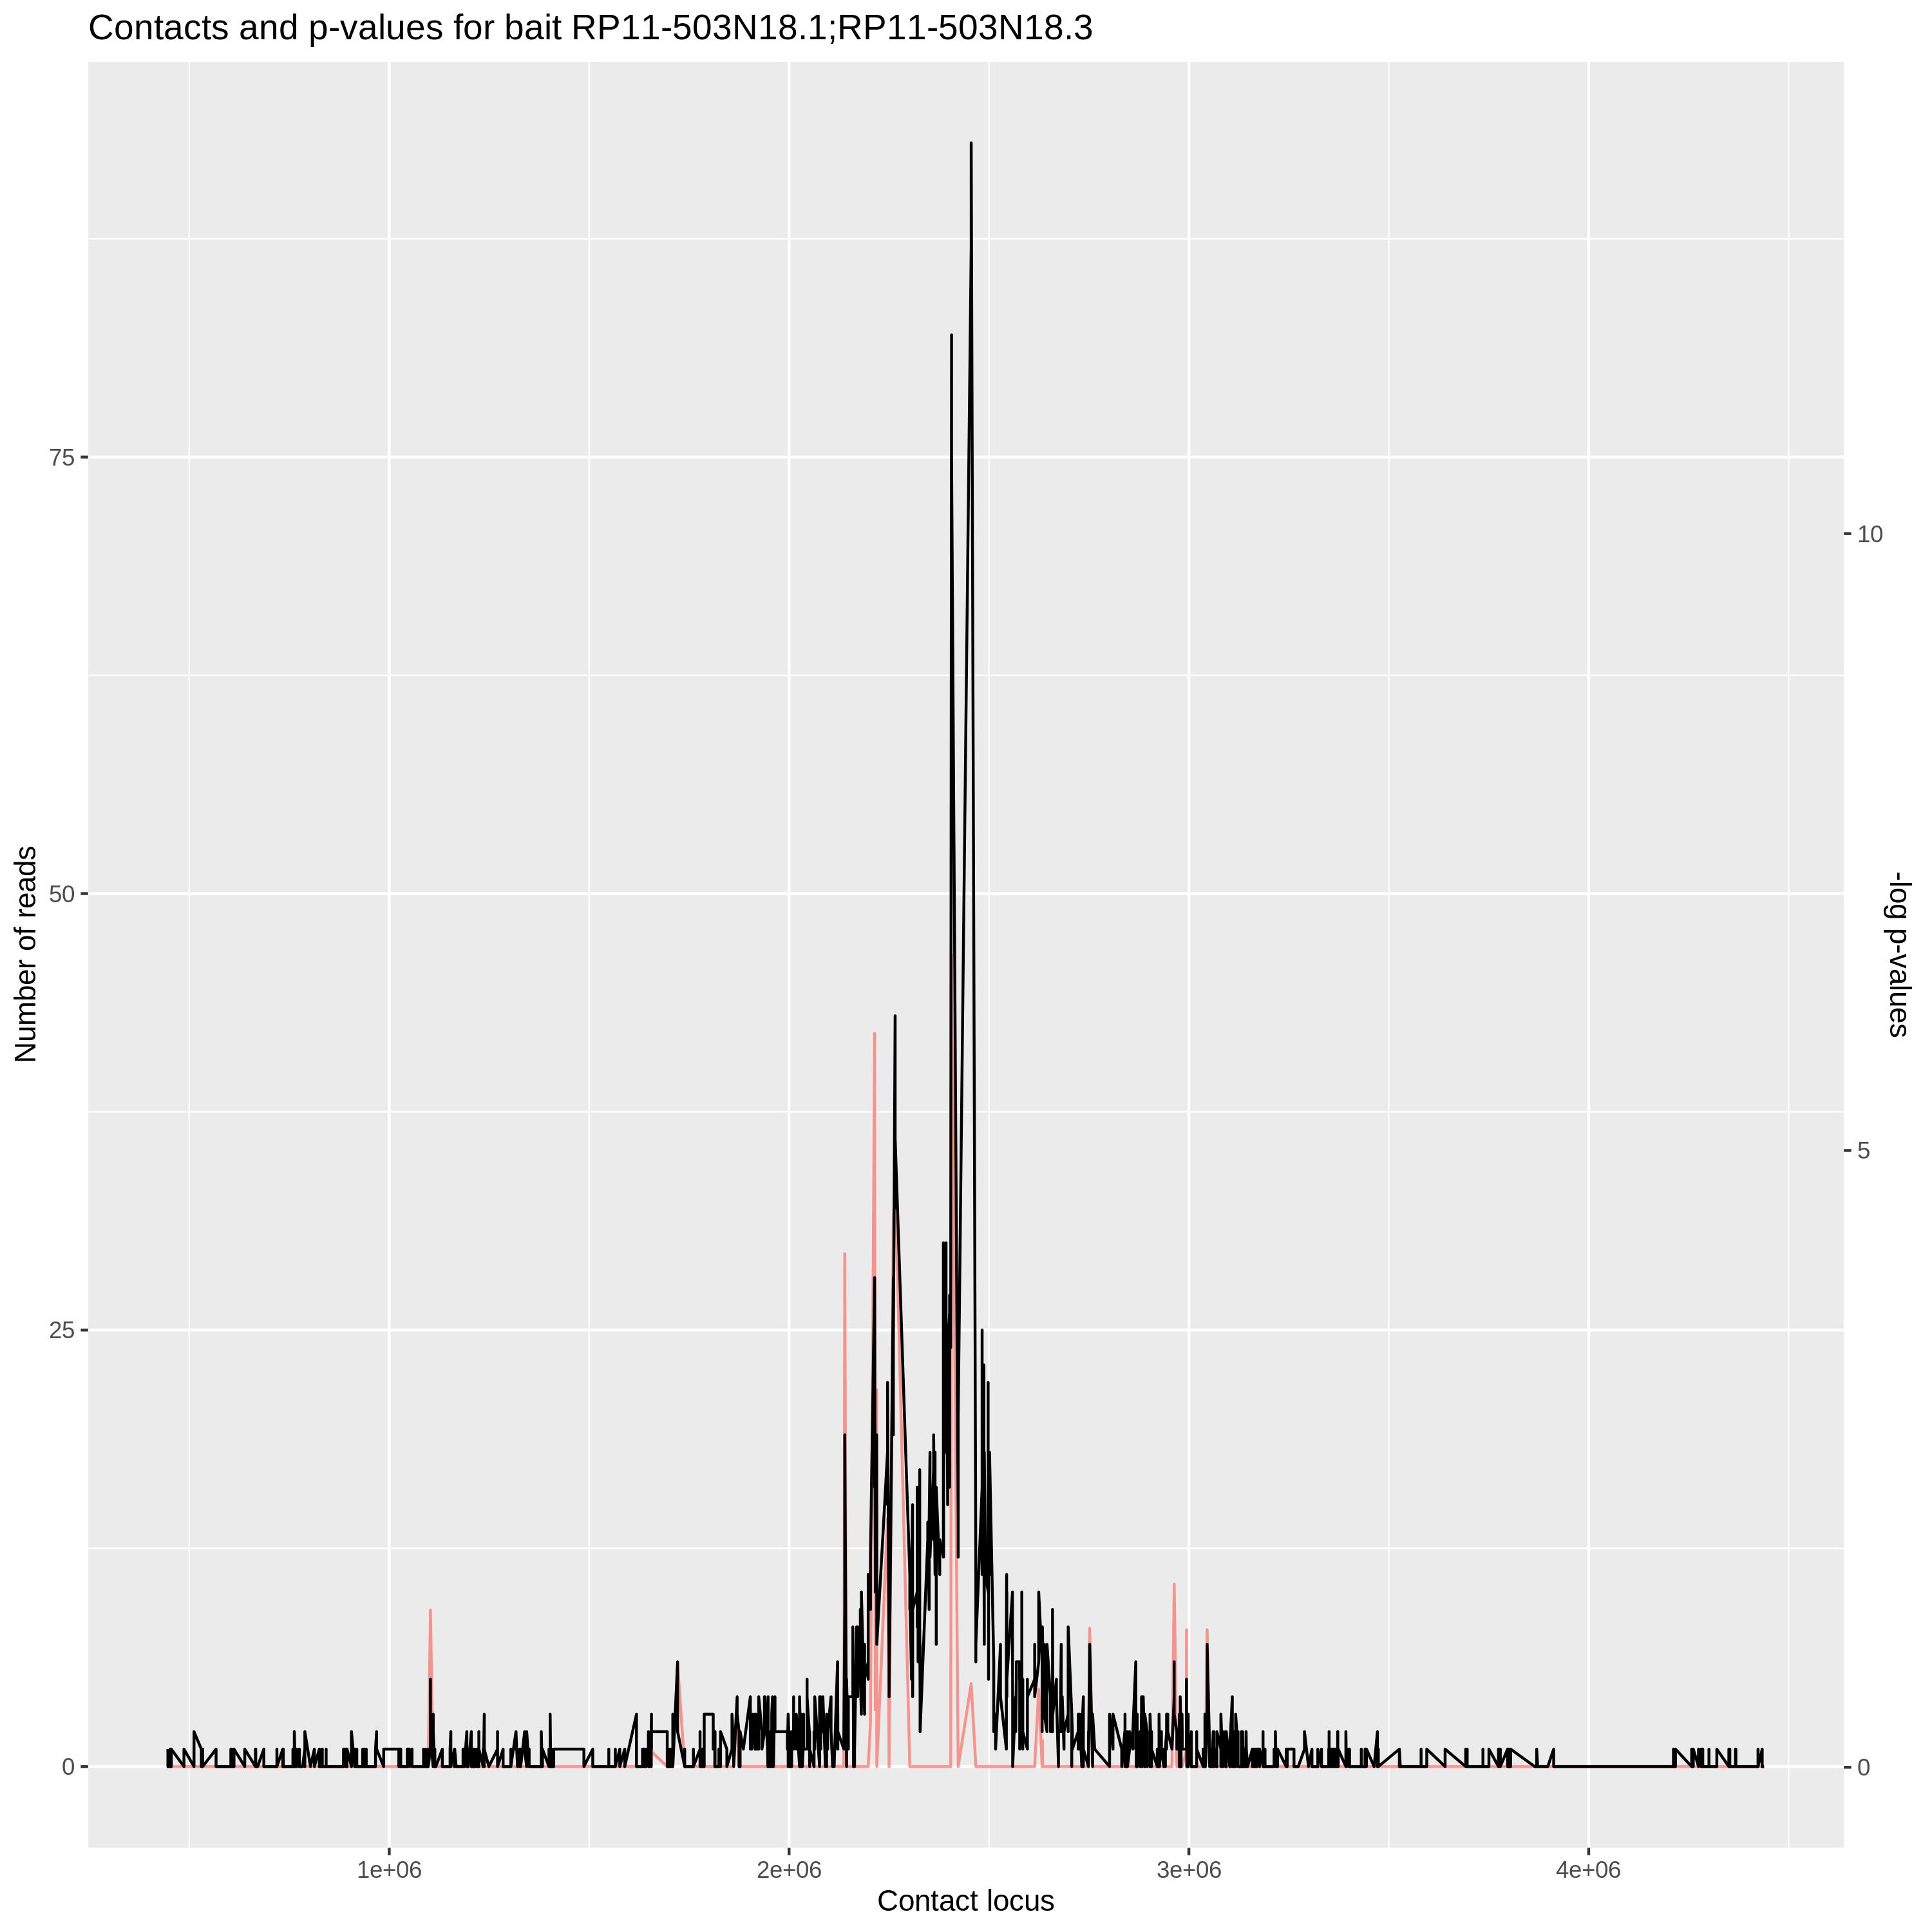 Contacts and p-values for bait RP11-503N18.1;RP11-503N18.3
75
50
25
0
Number of reads
10
5
0
-log p-values
1e+06
2e+06
3e+06
4e+06
Contact locus